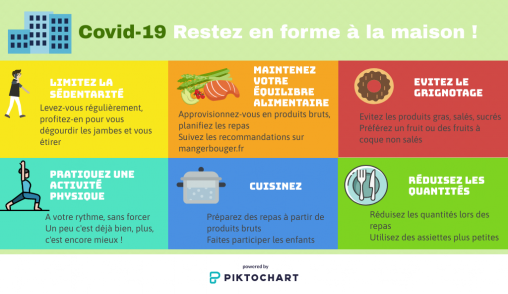 Covid-19 Restez en forme à la maison !
LIMITEZ LA
SÉDENTARITÉ
Levez-vous régulièrement,
profitez-en pour vous
dégourdir les jambes et vous
étirer
MAINTENEZ
VOTRE
ÉQUILIBRE
ALIMENTAIRE
Approvisionnez-vous en produits bruts,
planifiez les repas
Suivez les recommandations sur
mangerbouger.fr
EVITEZ LE
GRIGNOTAGE
Evitez les produits gras, salés, sucrés
Préférez un fruit ou des fruits à
coque non salés
PRATIQUEZ UNE
ACTIVITÉ
PHYSIQUE
A votre rythme, sans forcer
Un peu c'est déjà bien, plus,
c'est encore mieux !
CUISINEZ
Préparez des repas à partir de
produits bruts
Faites participer les enfants
RÉDUISEZ LES
QUANTITÉS
Réduisez les quantités lors des
repas
Utilisez des assiettes plus petites
powered by
PIKTOCHART